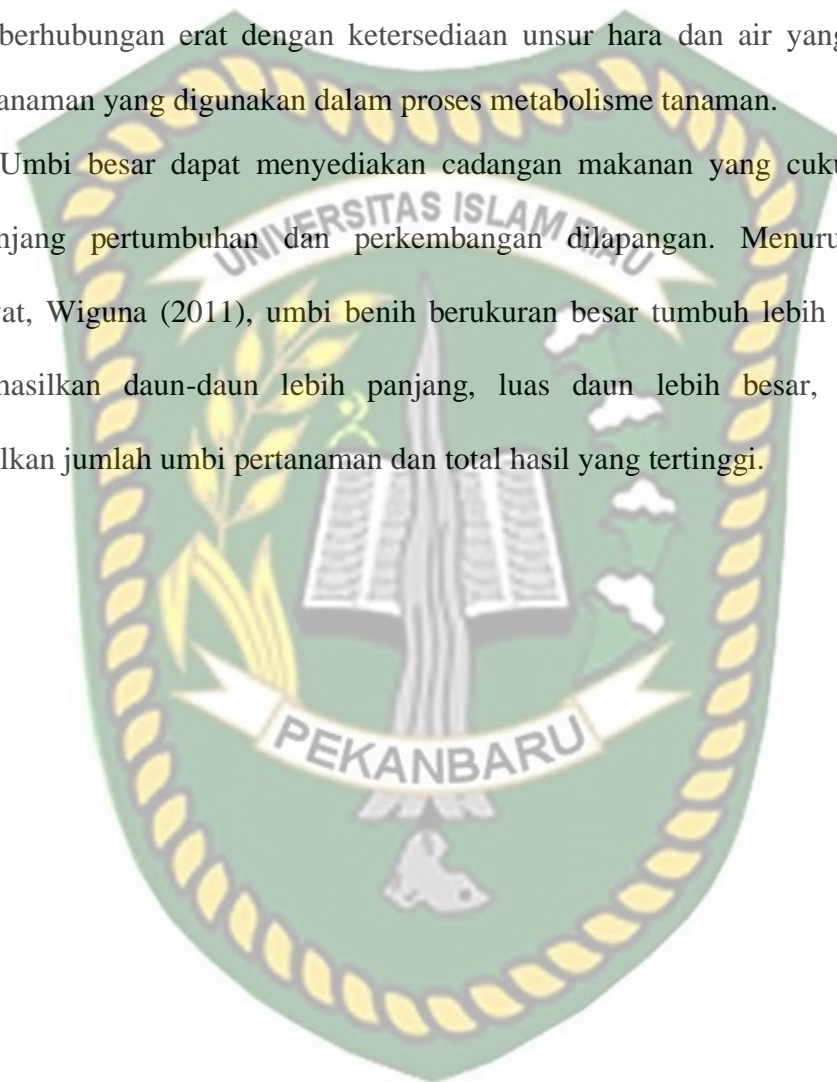 berhubungan erat dengan ketersediaan unsur hara dan air yang
anaman yang digunakan dalam proses metabolisme tanaman.
Umbi besar dapat menyediakan cadangan makanan yang cuku
njang pertumbuhan dan perkembangan dilapangan. Menuru
at, Wiguna (2011), umbi benih berukuran besar tumbuh lebih
hasilkan daun-daun lebih panjang, luas daun lebih besar,
lkan jumlah umbi pertanaman dan total hasil yang tertinggi.
UNIVERSITAS ISLAM RIAU
PEKANBARU